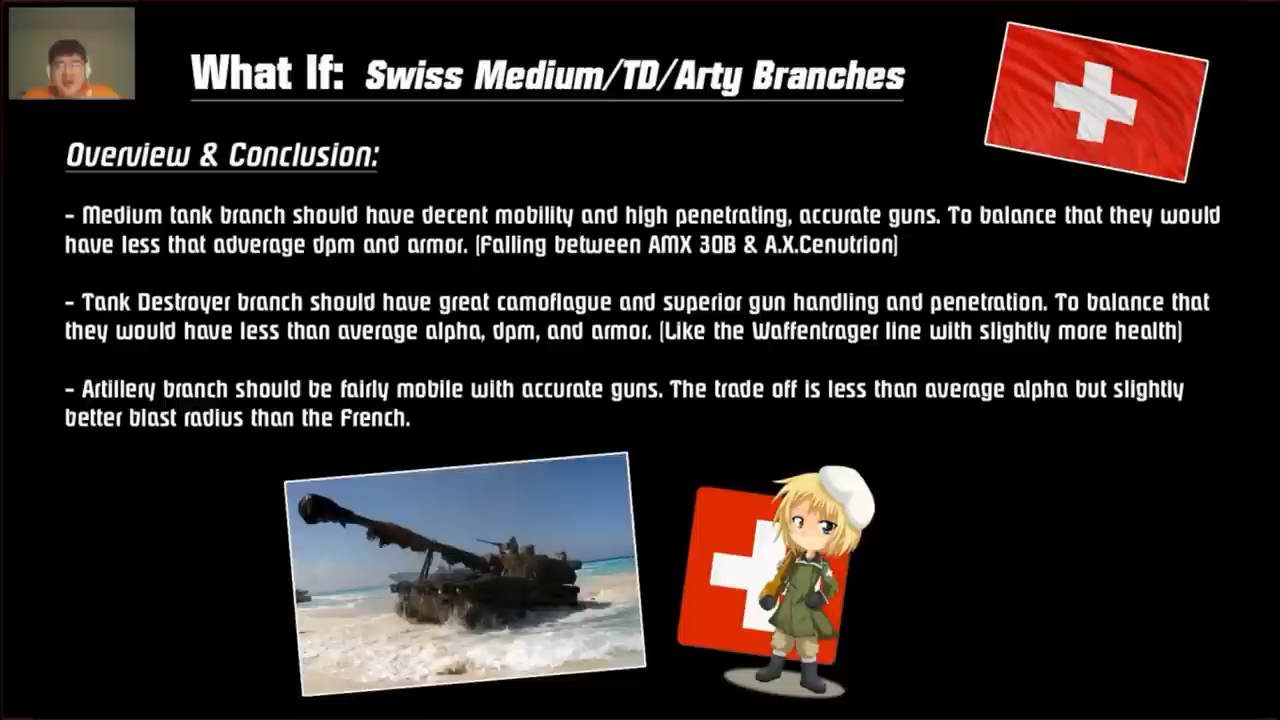 What If: Swiss Medium/TD/Arty Branches
Overview & Conclusion:
- Medium tank branch should have decent mobility and high penetrating, accurate guns. To balance that they would
have less that adverage dpm and armor. (Falling between AMX 30B & A.X.Cenutrion)
- Tank Destroyer branch should have great camoflague and superior gun handling and penetration. To balance that
they would have less than average alpha, dpm, and armor. (Like the Waffentrager line with slightly more health)
- Artillery branch should be fairly mobile with accurate guns. The trade off is less than average alpha but slightly
better blast radius than the French.